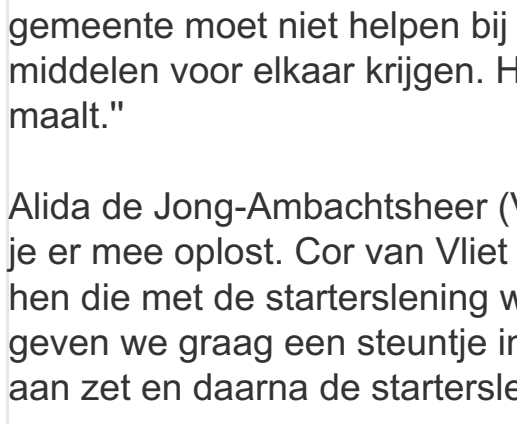 gemeente moet niet helpen bij
middelen voor elkaar krijgen. H
maalt."
Alida de Jong-Ambachtsheer (V
je er mee oplost. Cor van Vliet
hen die met de starterslening w
geven we graag een steuntje in
aan zet en daarna de startersle